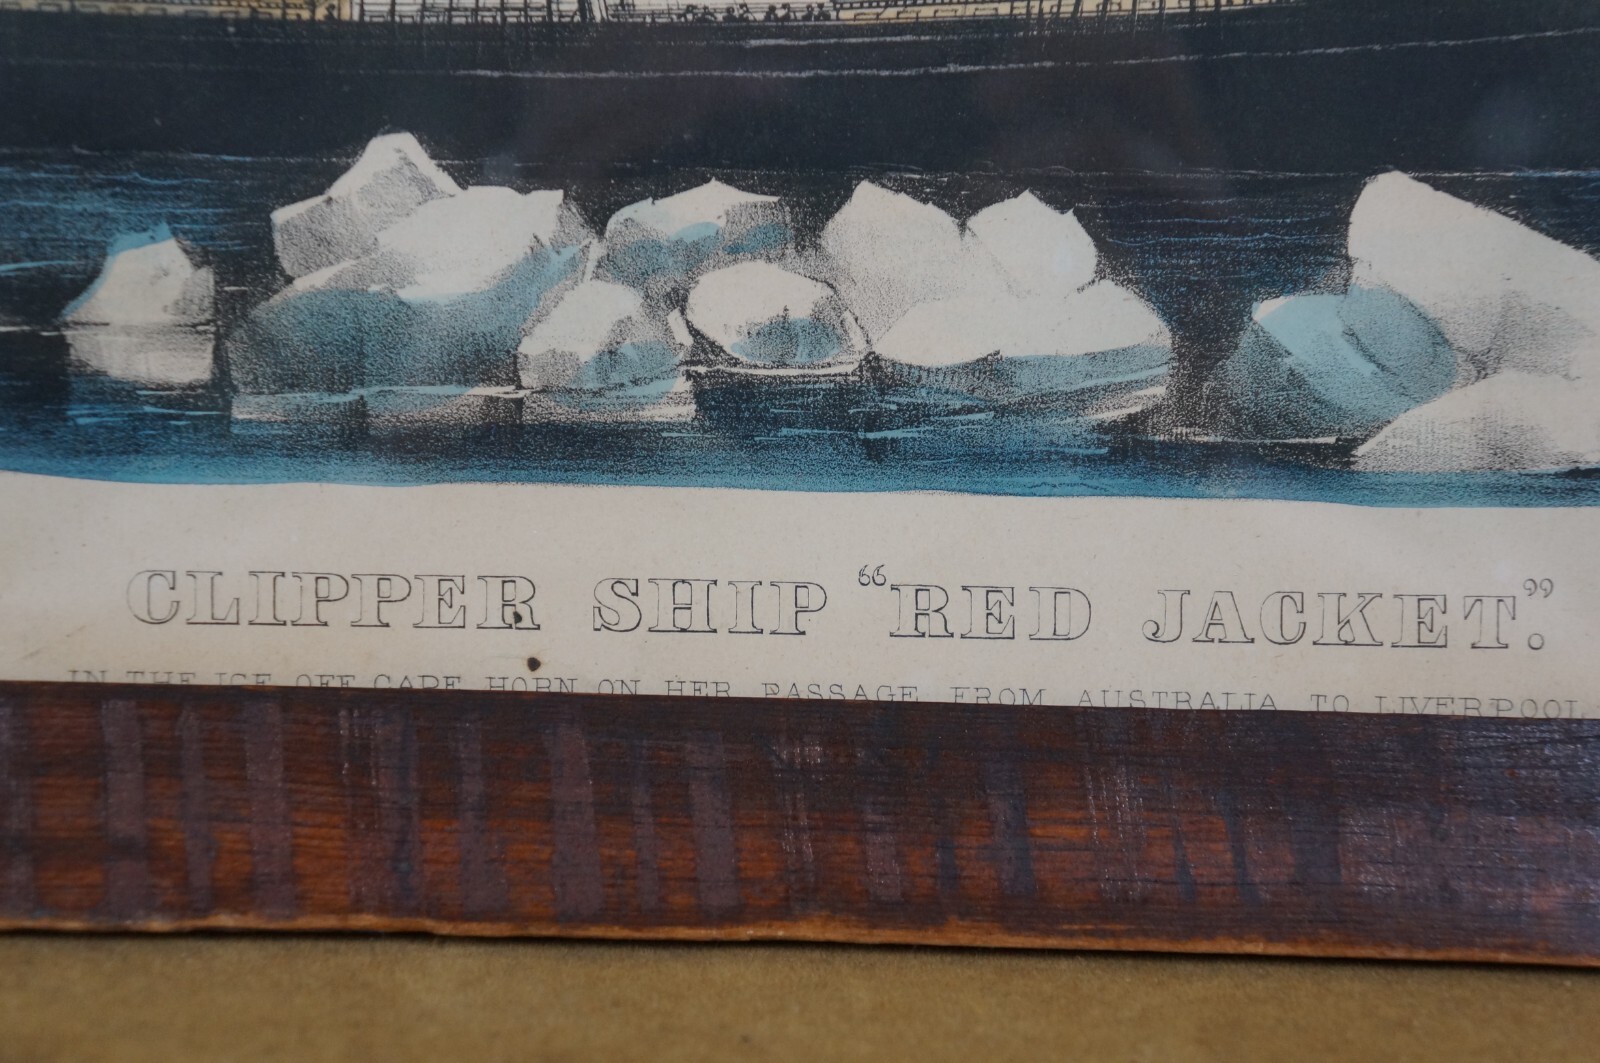 CLIPPER SHIP “RED JACKET.”
IN THE ICE OFF CAPE HORN ON HER PASSAGE FROM AUSTRALIA TO LIVERPOOL